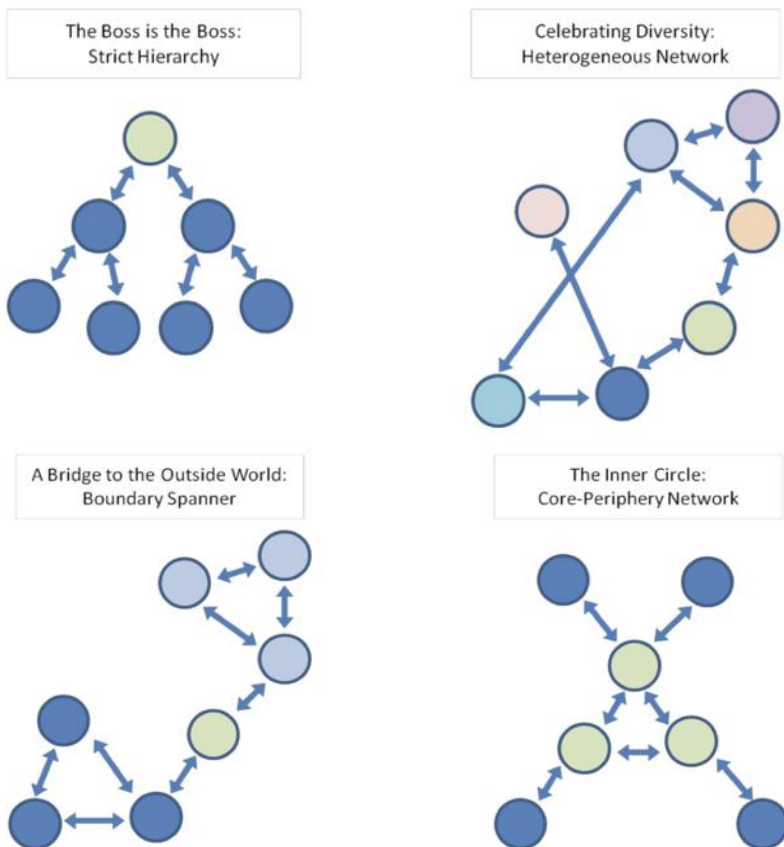 The Boss is the Boss:
Strict Hierarchy
Celebrating Diversity:
Heterogeneous Network
A Bridge to the Outside World:
Boundary Spanner
The Inner Circle:
Core-Periphery Network